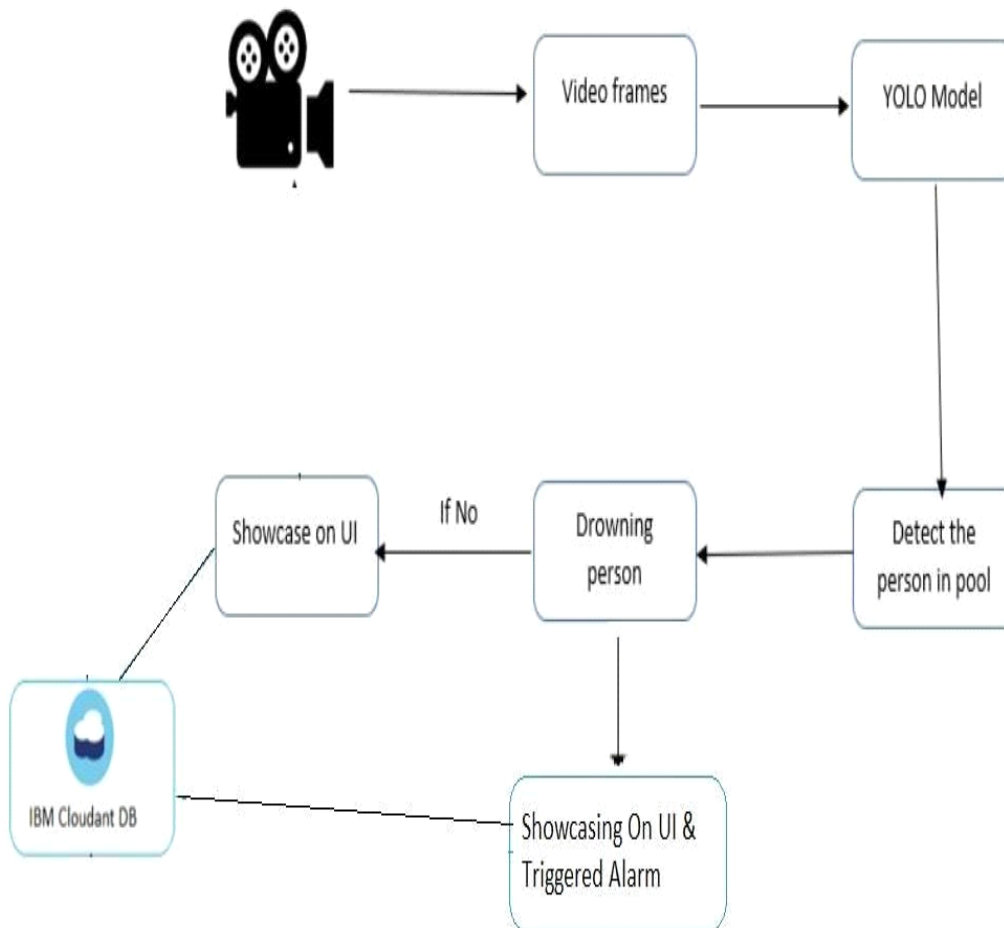 Video frames
YOLO Model
Showcase on UI
If No
Drowning
person
Detect the
person in pool
IBM Cloudant DB
Showcasing On UI &
Triggered Alarm